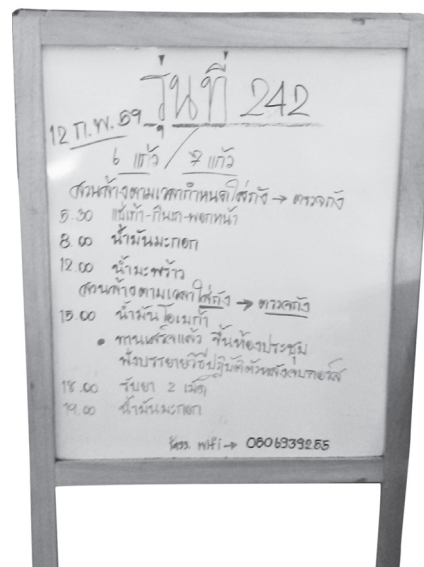 รุ่นที่ 242
12 ก.พ. 59
6 แก้ว / 7 แก้ว
สวนล้างตามเวลากำหนดใส่ถัง → ตรวจถัง
5.30 แช่เท้า-กินเกลือ-พอกหน้า
8.00 น้ำมันมะกอก
12.00 น้ำมะพร้าว
สวนล้างตามเวลาใส่ถัง → ตรวจถัง
15.00 น้ำมันโอเมก้า
• ทานเสร็จแล้ว ขึ้นห้องประชุม
ฟังบรรยายวิธีปฏิบัติตัวหลังจบคอร์ส
18.00 รับยา 2 เม็ด
19.00 น้ำมันมะกอก
wifi → 0806939255